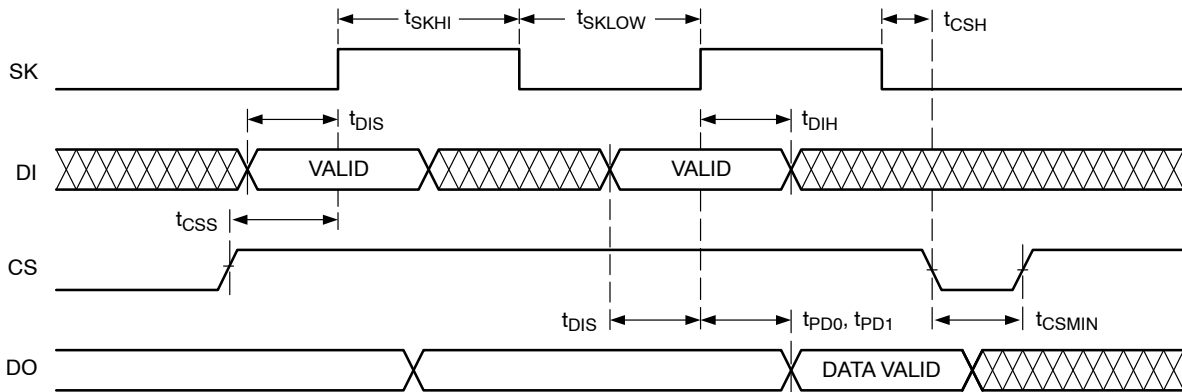 tSKHI tSKLOW tCSH
SK
tDIS tDIH
DI VALID VALID
tCSS
CS
tDIS tPD0, tPD1 tCSMIN
DO DATA VALID